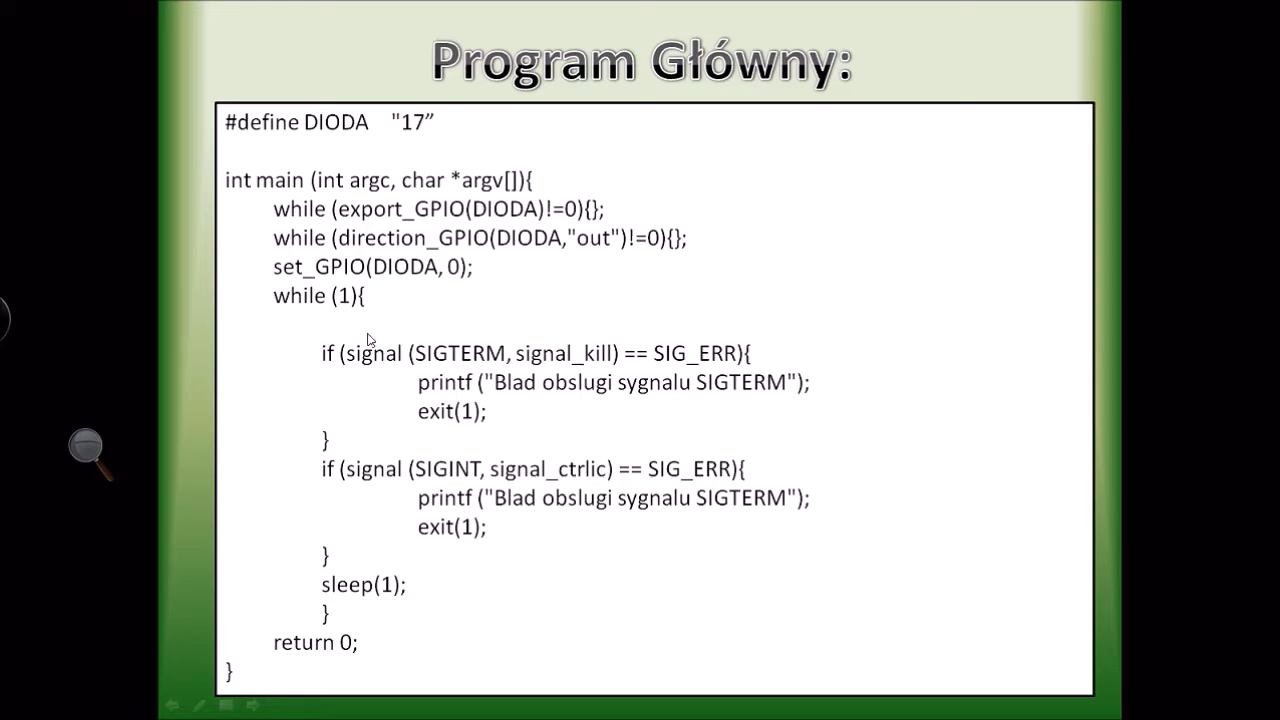 Program Główny:
#define DIODA "17”
int main (int argc, char *argv[]){
while (export_GPIO(DIODA)!=0){};
while (direction_GPIO(DIODA,"out")!=0){};
set_GPIO(DIODA, 0);
while (1){
if (signal (SIGTERM, signal_kill) == SIG_ERR){
printf ("Blad obslugi sygnalu SIGTERM");
exit(1);
}
if (signal (SIGINT, signal_ctrlic) == SIG_ERR){
printf ("Blad obslugi sygnalu SIGTERM");
exit(1);
}
sleep(1);
}
return 0;
}